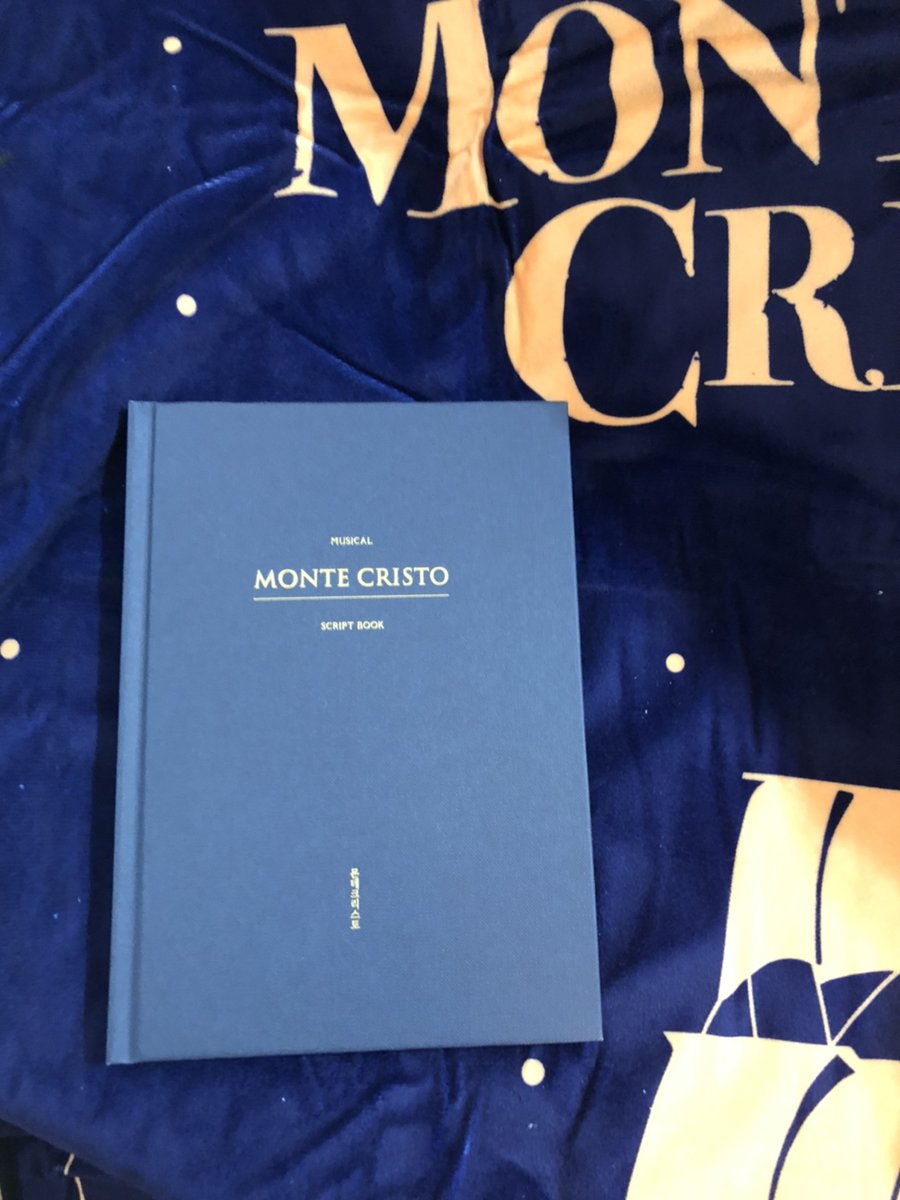 MON
CR
MUSICAL
MONTE CRISTO
SCRIPT BOOK
몬테크리스토